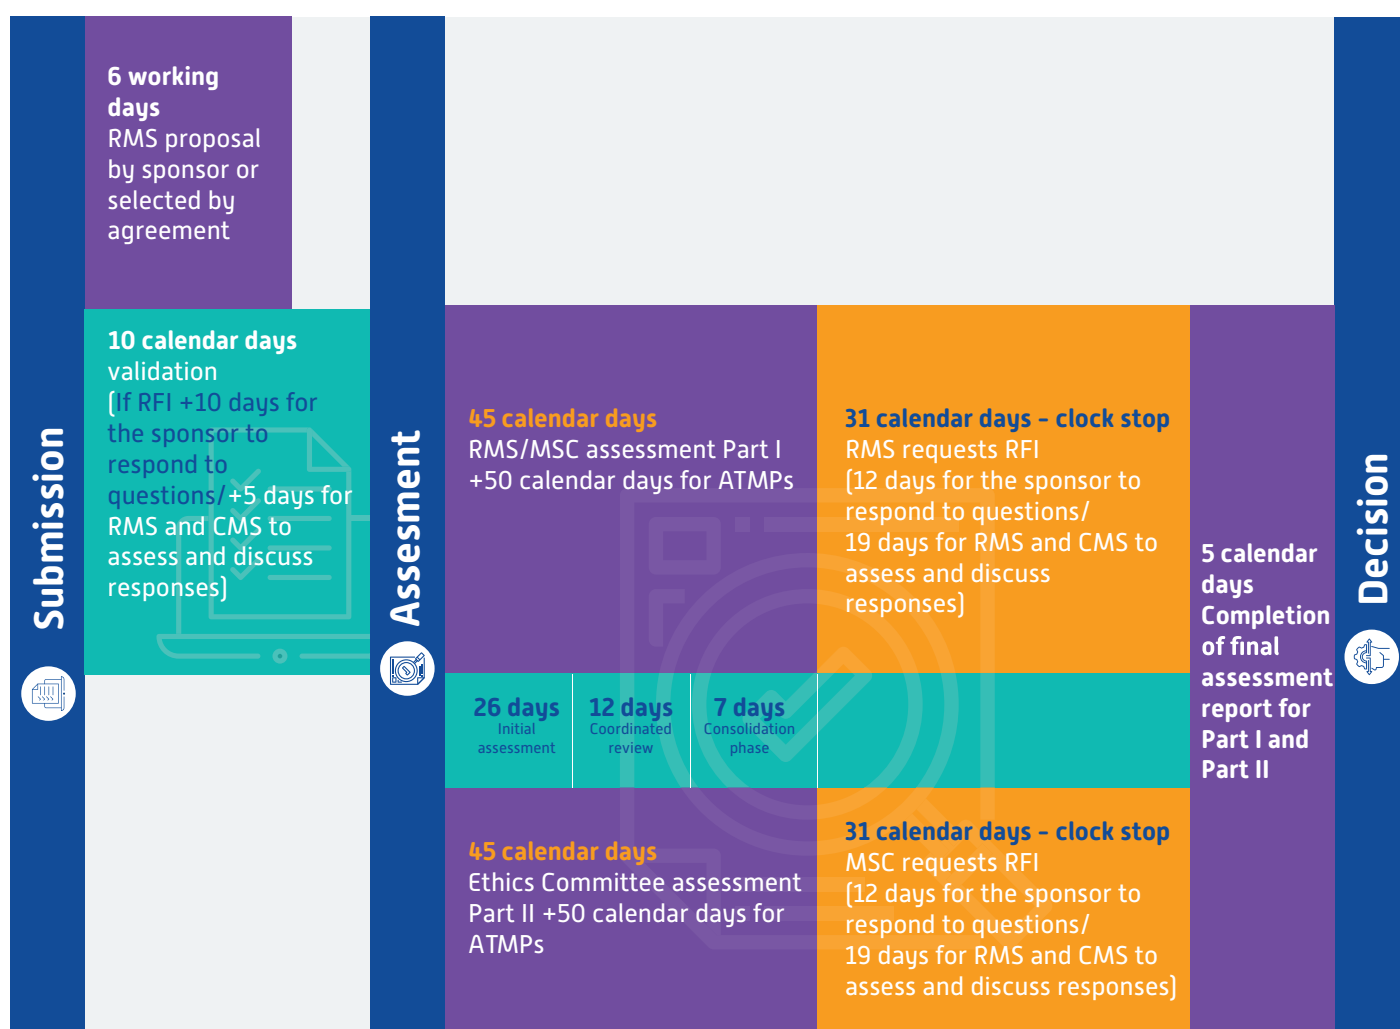 Submission
6 working
days
RMS proposal
by sponsor or
selected by
agreement
10 calendar days
validation
(If RFI +10 days for
the sponsor to
respond to
questions/+5 days for
RMS and CMS to
assess and discuss
responses)
Assessment
45 calendar days
RMS/MSC assessment Part I
+50 calendar days for ATMPs
31 calendar days - clock stop
RMS requests RFI
(12 days for the sponsor to
respond to questions/
19 days for RMS and CMS to
assess and discuss
responses)
26 days
Initial
assessment
12 days
Coordinated
review
7 days
Consolidation
phase
45 calendar days
Ethics Committee assessment
Part II +50 calendar days for
ATMPs
31 calendar days - clock stop
MSC requests RFI
(12 days for the sponsor to
respond to questions/
19 days for RMS and CMS to
assess and discuss responses)
5 calendar
days
Completion
of final
assessment
report for
Part I and
Part II
Decision